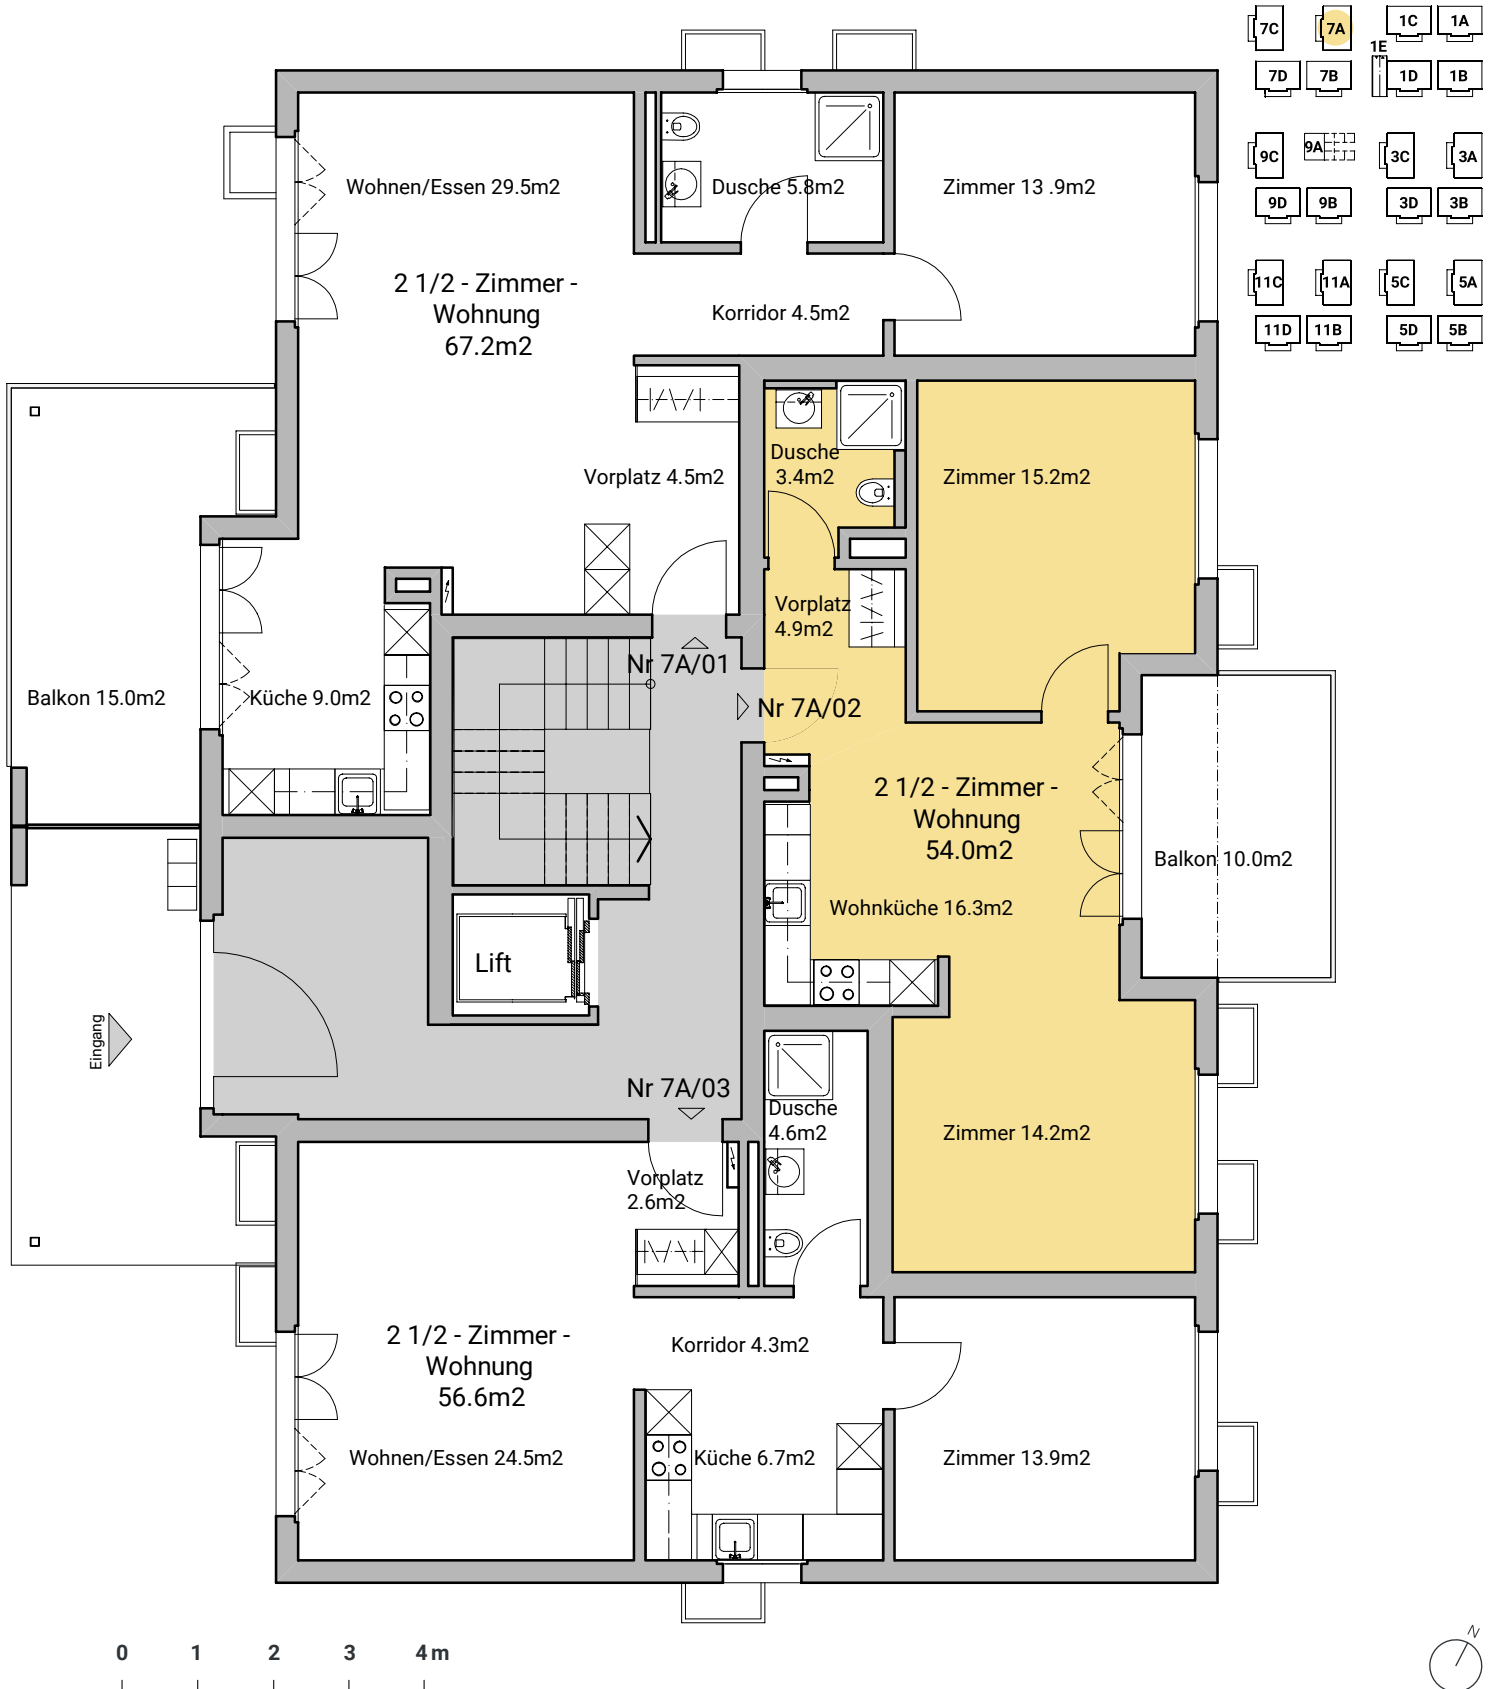 7C
7A
1C
1A
1E
7D
7B
1D
1B
9C
9A
3C
3A
9D
9B
3D
3B
11C
11A
5C
5A
11D
11B
5D
5B
Wohnen/Essen 29.5m2
Dusche 5.8m2
Zimmer 13 .9m2
2 1/2 - Zimmer -
Wohnung
67.2m2
Korridor 4.5m2
Vorplatz 4.5m2
Dusche
3.4m2
Zimmer 15.2m2
Vorplatz
4.9m2
Nr 7A/01
Balkon 15.0m2
Küche 9.0m2
Nr 7A/02
2 1/2 - Zimmer -
Wohnung
54.0m2
Balkon 10.0m2
Wohnküche 16.3m2
Lift
Eingang
Nr 7A/03
Dusche
4.6m2
Zimmer 14.2m2
Vorplatz
2.6m2
2 1/2 - Zimmer -
Wohnung
56.6m2
Korridor 4.3m2
Wohnen/Essen 24.5m2
Küche 6.7m2
Zimmer 13.9m2
0 1 2 3 4 m
N